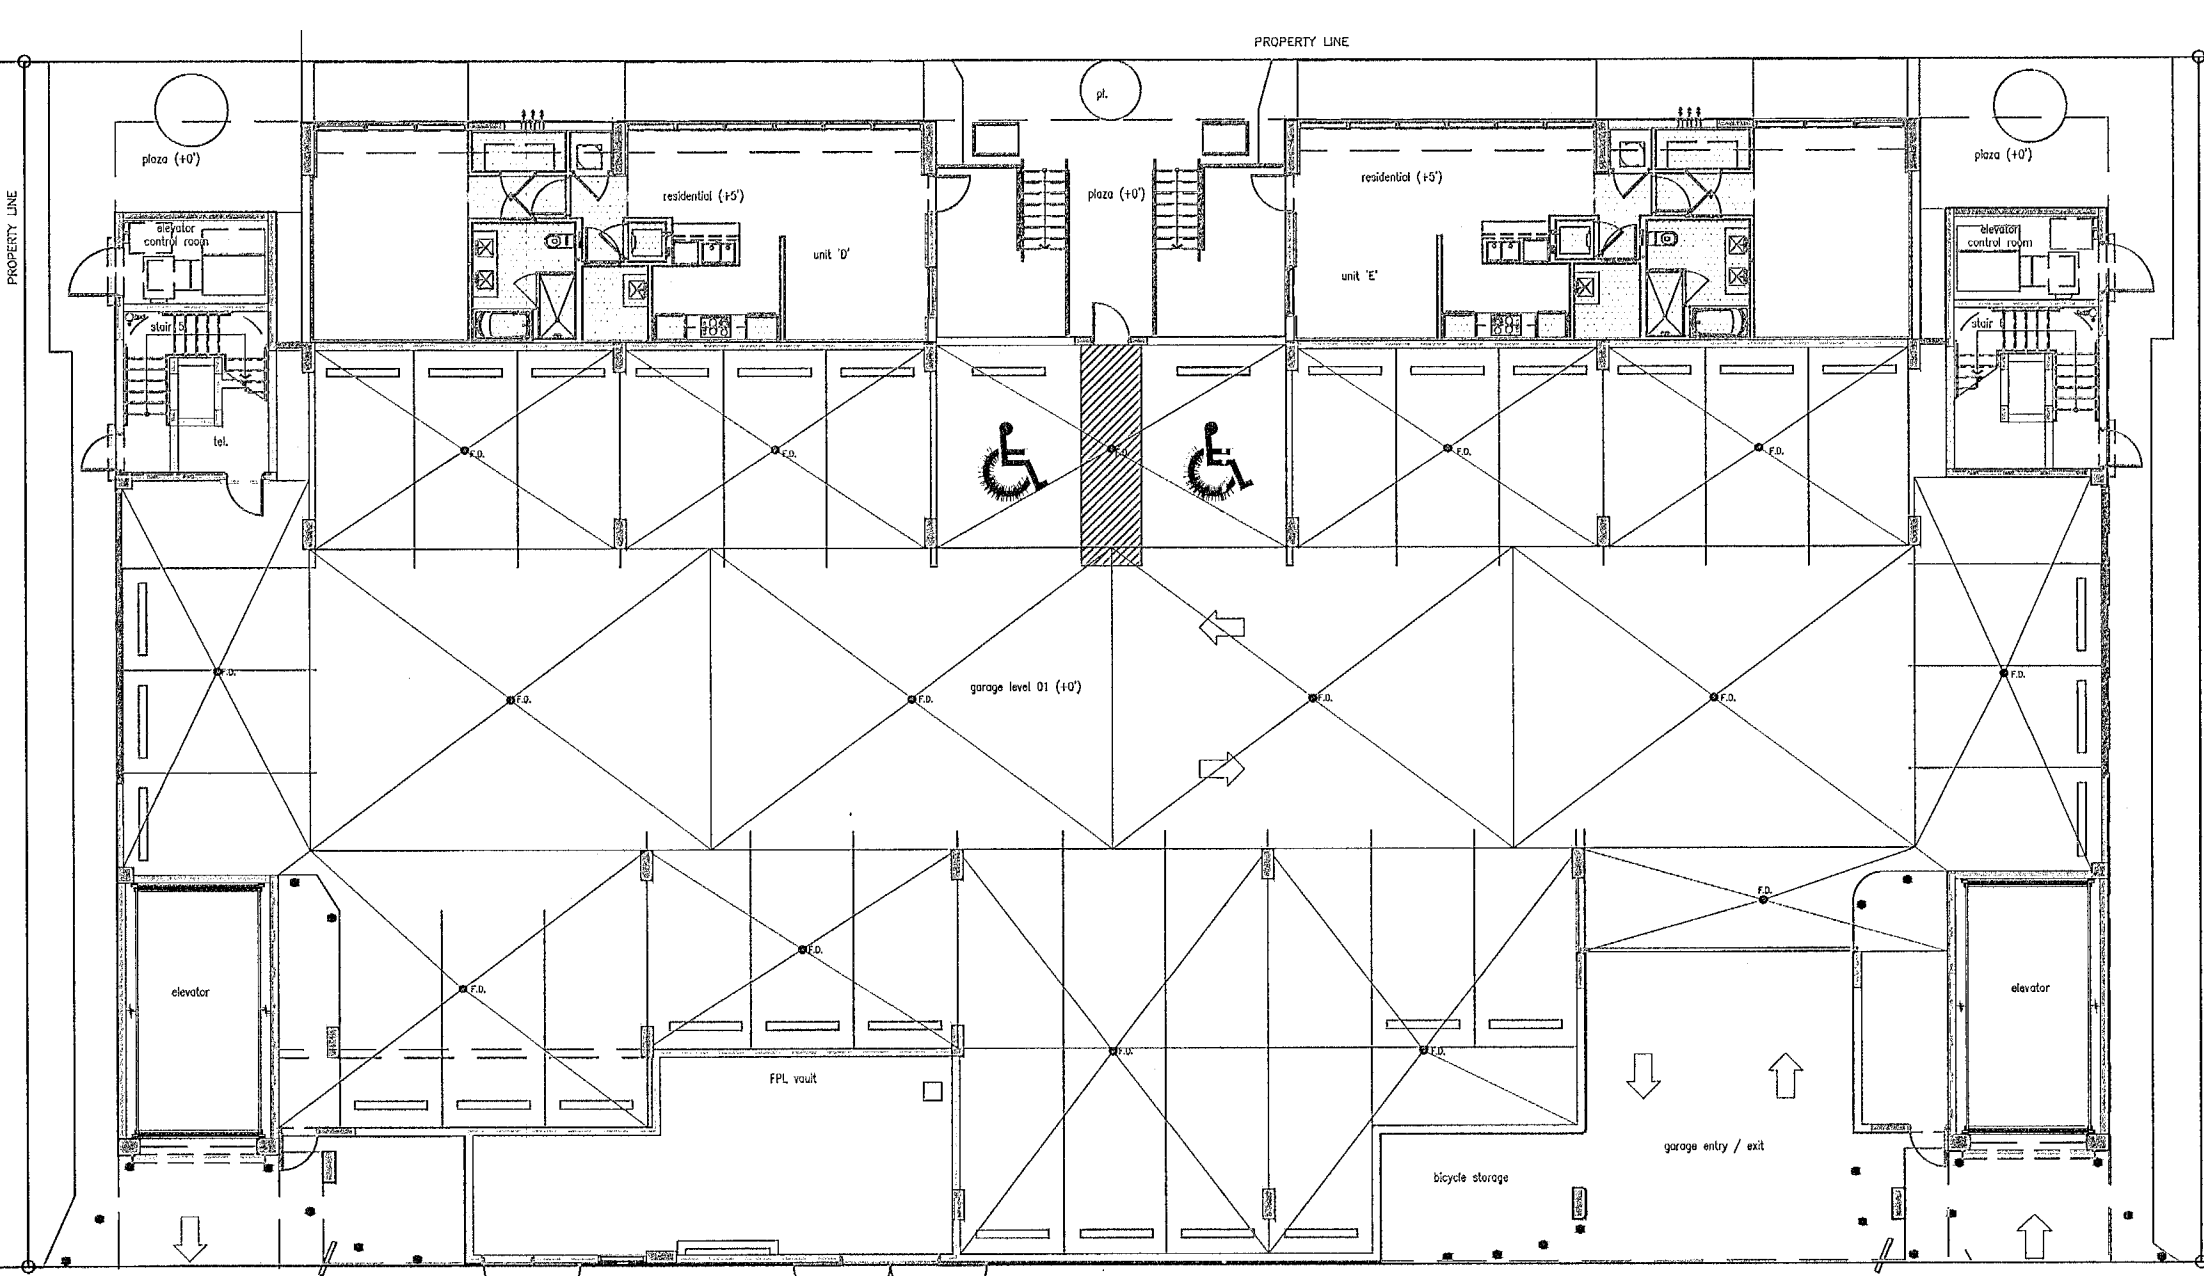 PROPERTY LINE
PROPERTY LINE
pl.
plaza (+0')
plaza (+0')
plaza (+0')
residential (+5')
residential (+5')
elevator
control room
elevator
control room
unit 'D'
unit 'E'
stair 5
stair
tel.
F.D.
F.D.
F.D.
F.D.
F.D.
F.D.
F.D.
garage level 01 (+0')
F.D.
F.D.
F.D.
F.D.
F.D.
F.D.
F.D.
elevator
elevator
F.D.
F.D.
FPL vault
garage entry / exit
bicycle storage